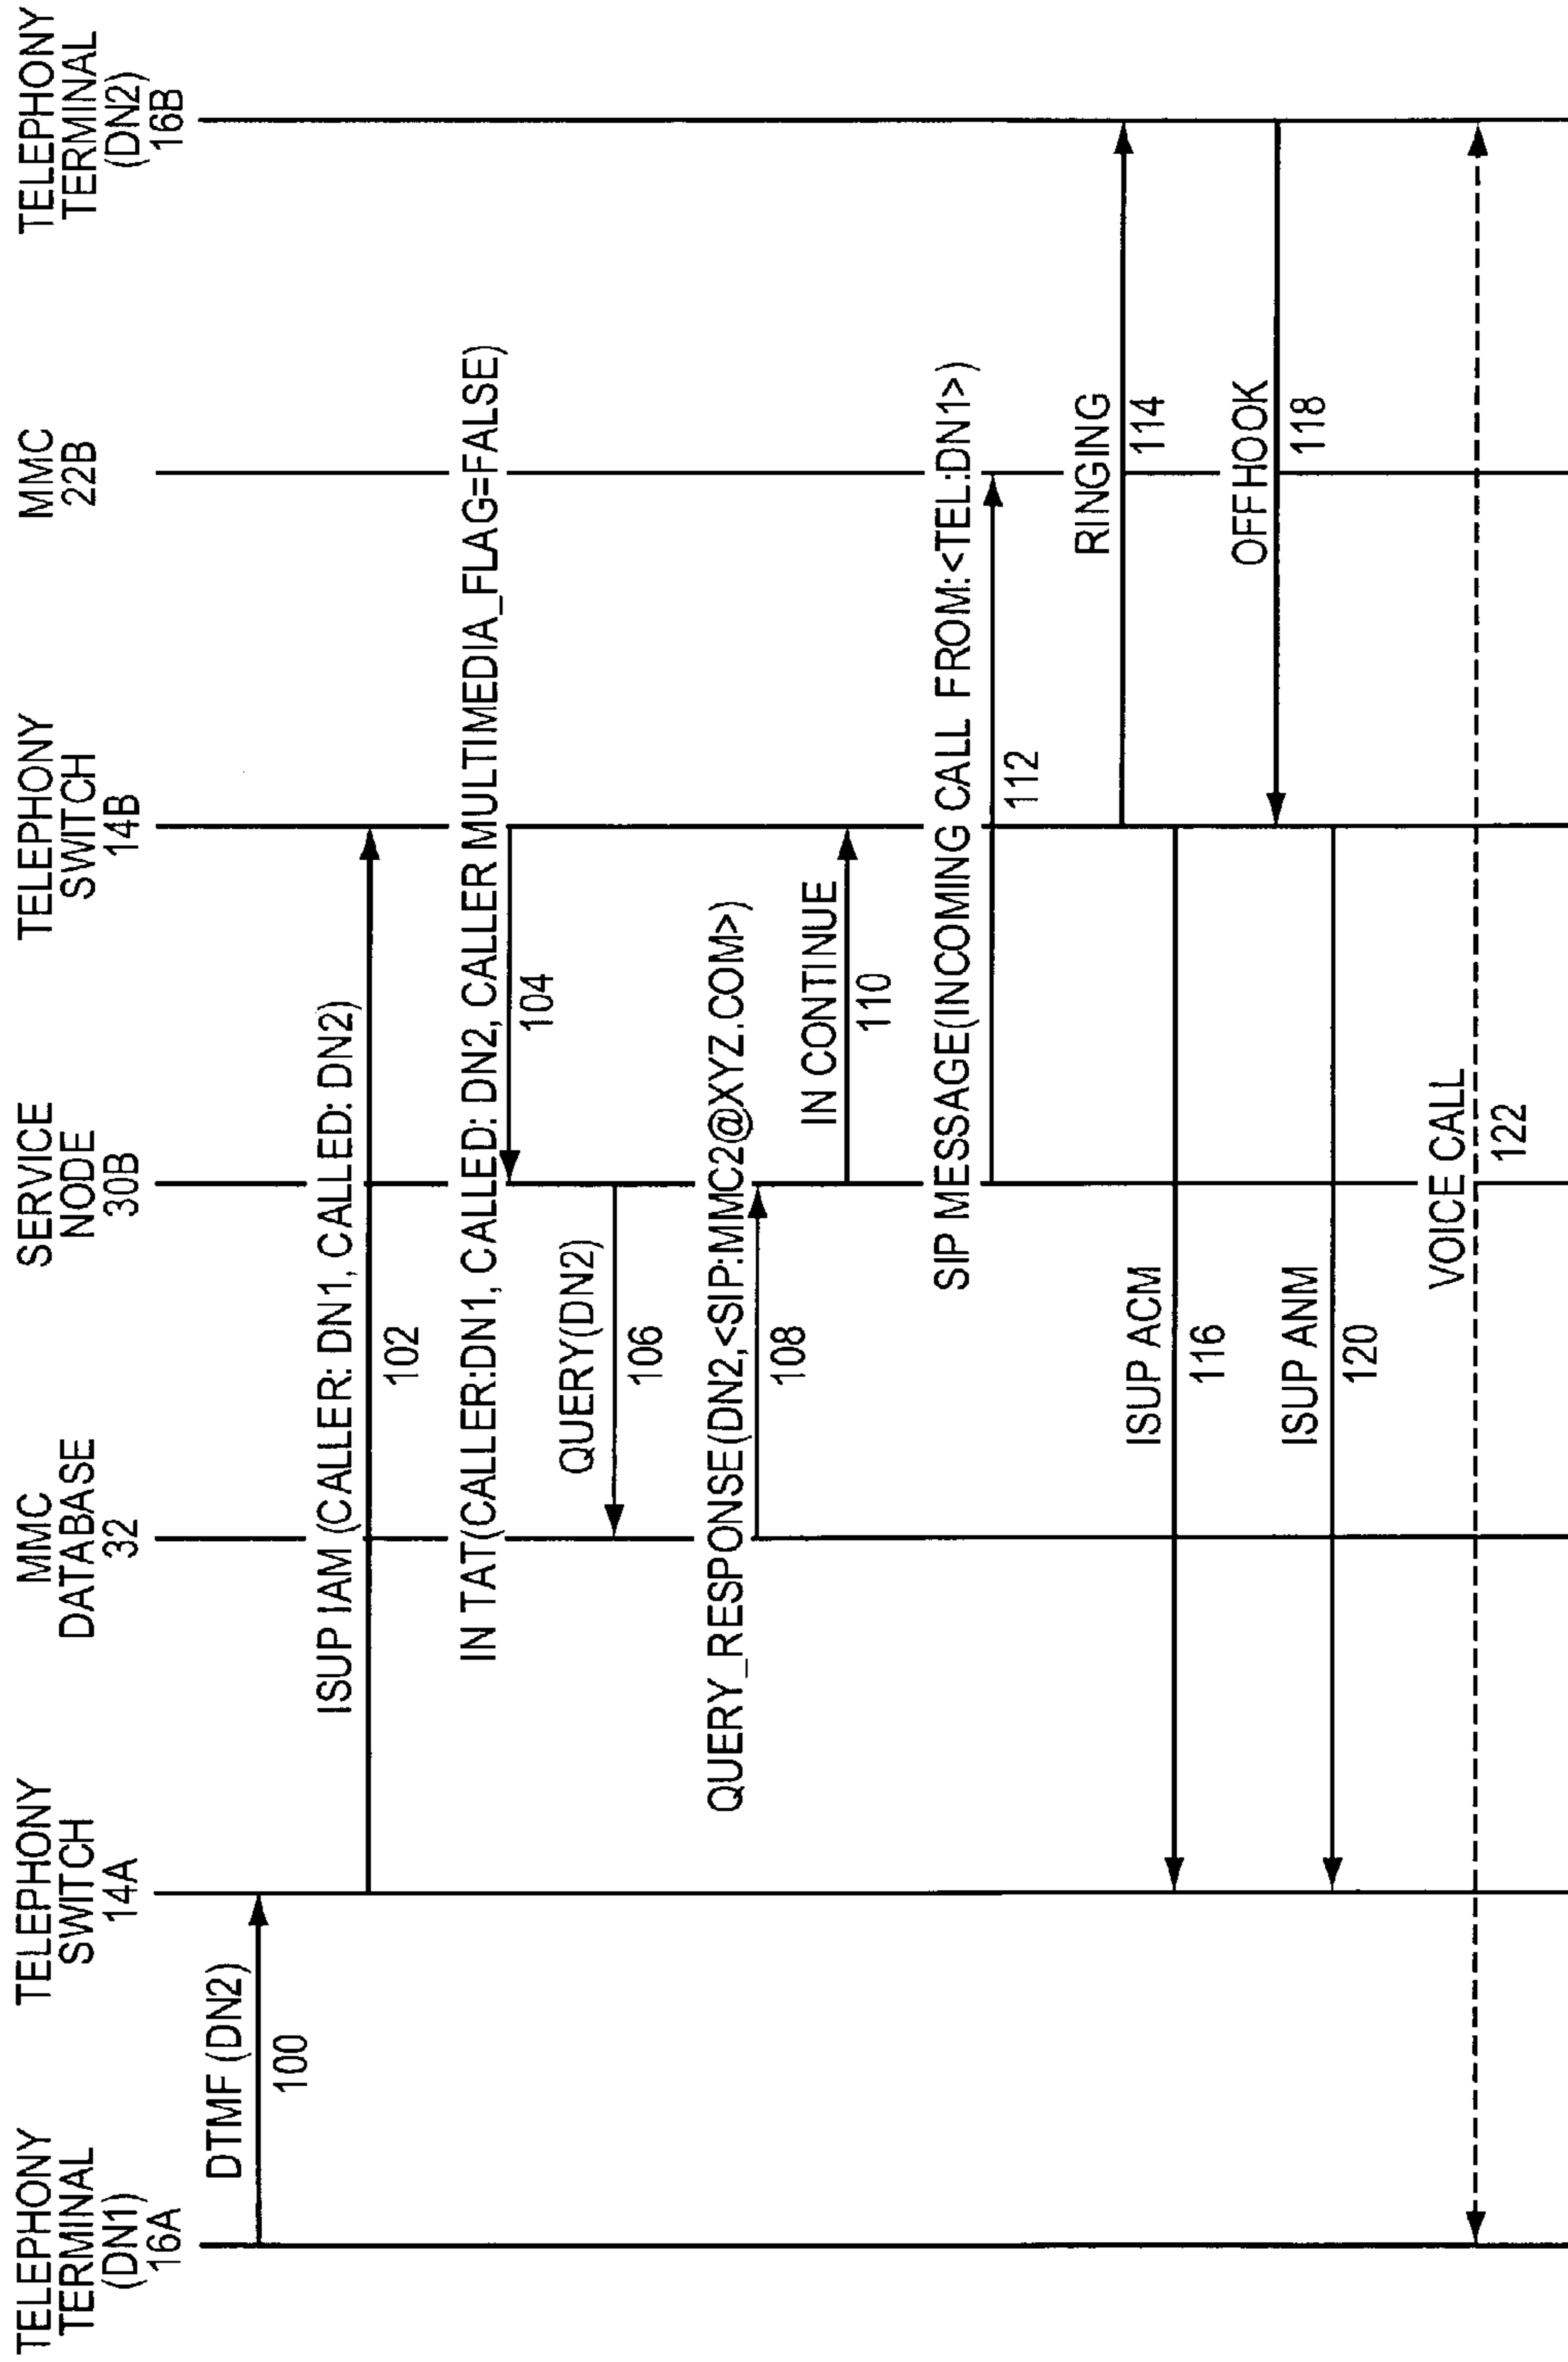 TELEPHONY
TERMINAL
(DN1)
16A
TELEPHONY
SWITCH
14A
MMC
DATABASE
32
SERVICE
NODE
30B
TELEPHONY
SWITCH
14B
MMC
22B
TELEPHONY
TERMINAL
(DN2)
16B
DTMF (DN2)
100
ISUP IAM (CALLER: DN1, CALLED: DN2)
102
IN TAT(CALLER:DN1, CALLED: DN2, CALLER MULTIMEDIA_FLAG=FALSE)
104
QUERY(DN2)
106
QUERY_RESPONSE(DN2,<SIP:MMC2@XYZ.COM>)
108
IN CONTINUE
110
SIP MESSAGE(INCOMING CALL FROM:<TEL:DN1>)
112
RINGING
114
ISUP ACM
116
OFFHOOK
118
ISUP ANM
120
VOICE CALL
122